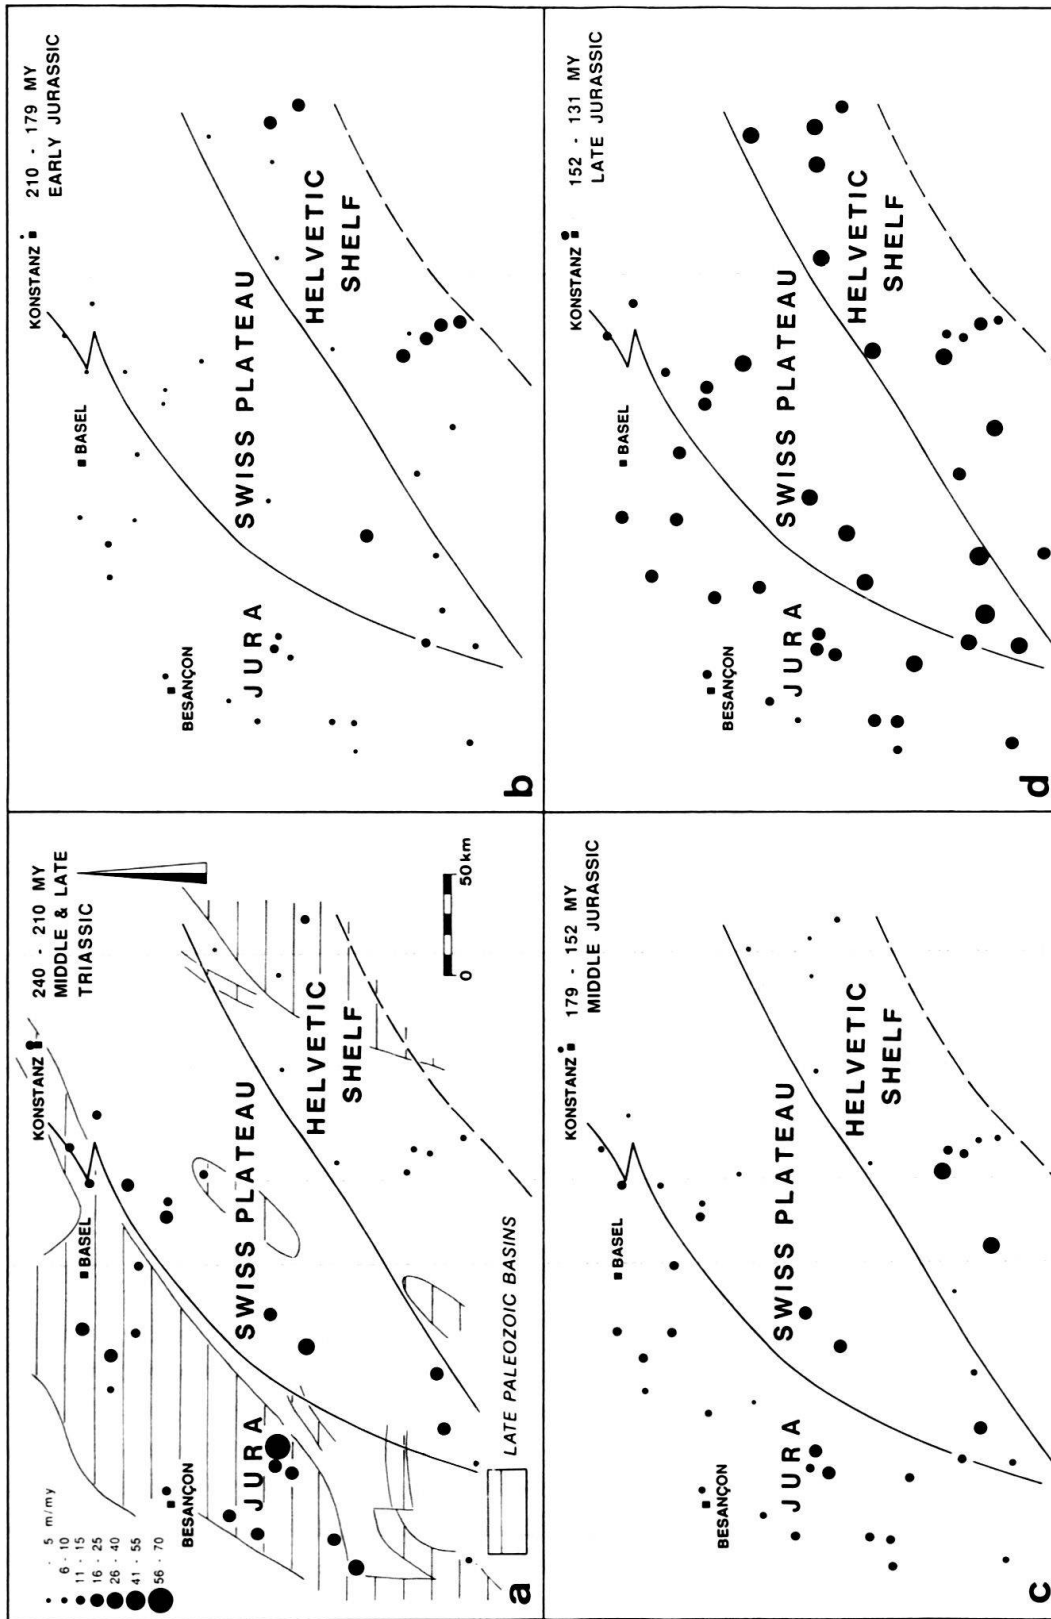 - 5 m/my
6 - 10
11 - 15
16 - 25
26 - 40
41 - 55
56 - 70
240 - 210 MY
MIDDLE & LATE
TRIASSIC
KONSTANZ
BASEL
BESANÇON
JURA
SWISS PLATEAU
HELVETIC
SHELF
LATE PALEOZOIC BASINS
0 50km
a
210 - 179 MY
EARLY JURASSIC
KONSTANZ
BASEL
BESANÇON
JURA
SWISS PLATEAU
HELVETIC
SHELF
b
179 - 152 MY
MIDDLE JURASSIC
KONSTANZ
BASEL
BESANÇON
JURA
SWISS PLATEAU
HELVETIC
SHELF
c
152 - 131 MY
LATE JURASSIC
KONSTANZ
BASEL
BESANÇON
JURA
SWISS PLATEAU
HELVETIC
SHELF
d